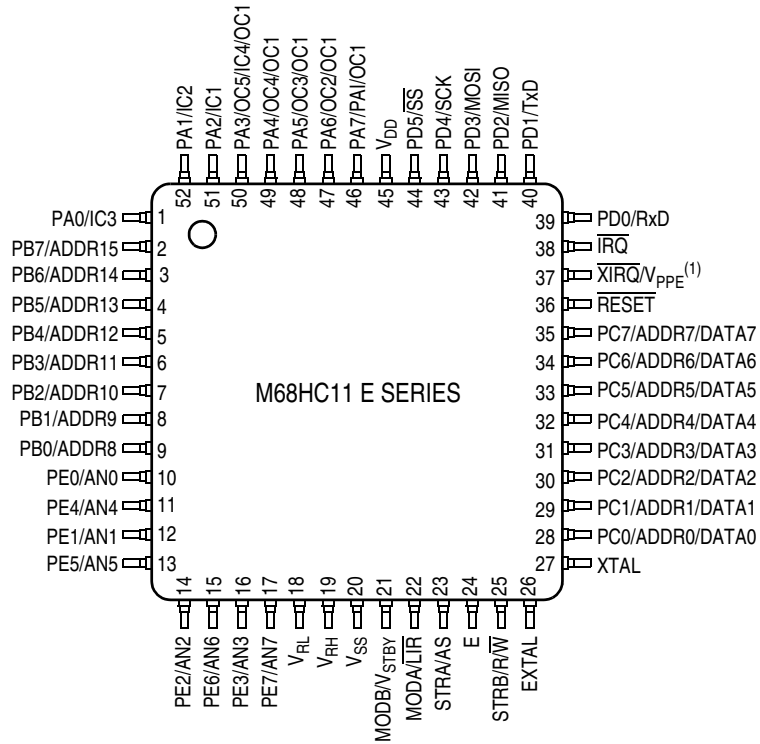 PA1/IC2
PA2/IC1
PA3/OC5/IC4/OC1
PA4/OC4/OC1
PA5/OC3/OC1
PA6/OC2/OC1
PA7/PAI/OC1
VDD
PD5/S̅S̅
PD4/SCK
PD3/MOSI
PD2/MISO
PD1/TxD
52
51
50
49
48
47
46
45
44
43
42
41
40
PA0/IC3 1
PB7/ADDR15 2
PB6/ADDR14 3
PB5/ADDR13 4
PB4/ADDR12 5
PB3/ADDR11 6
PB2/ADDR10 7
PB1/ADDR9 8
PB0/ADDR8 9
PE0/AN0 10
PE4/AN4 11
PE1/AN1 12
PE5/AN5 13
M68HC11 E SERIES
39 PD0/RxD
38 I̅R̅Q̅
37 X̅I̅R̅Q̅/VPPE(1)
36 R̅E̅S̅E̅T̅
35 PC7/ADDR7/DATA7
34 PC6/ADDR6/DATA6
33 PC5/ADDR5/DATA5
32 PC4/ADDR4/DATA4
31 PC3/ADDR3/DATA3
30 PC2/ADDR2/DATA2
29 PC1/ADDR1/DATA1
28 PC0/ADDR0/DATA0
27 XTAL
14
15
16
17
18
19
20
21
22
23
24
25
26
PE2/AN2
PE6/AN6
PE3/AN3
PE7/AN7
VRL
VRH
VSS
MODB/VSTBY
MODA/L̅I̅R̅
STRA/AS
E
STRB/R/W̅
EXTAL